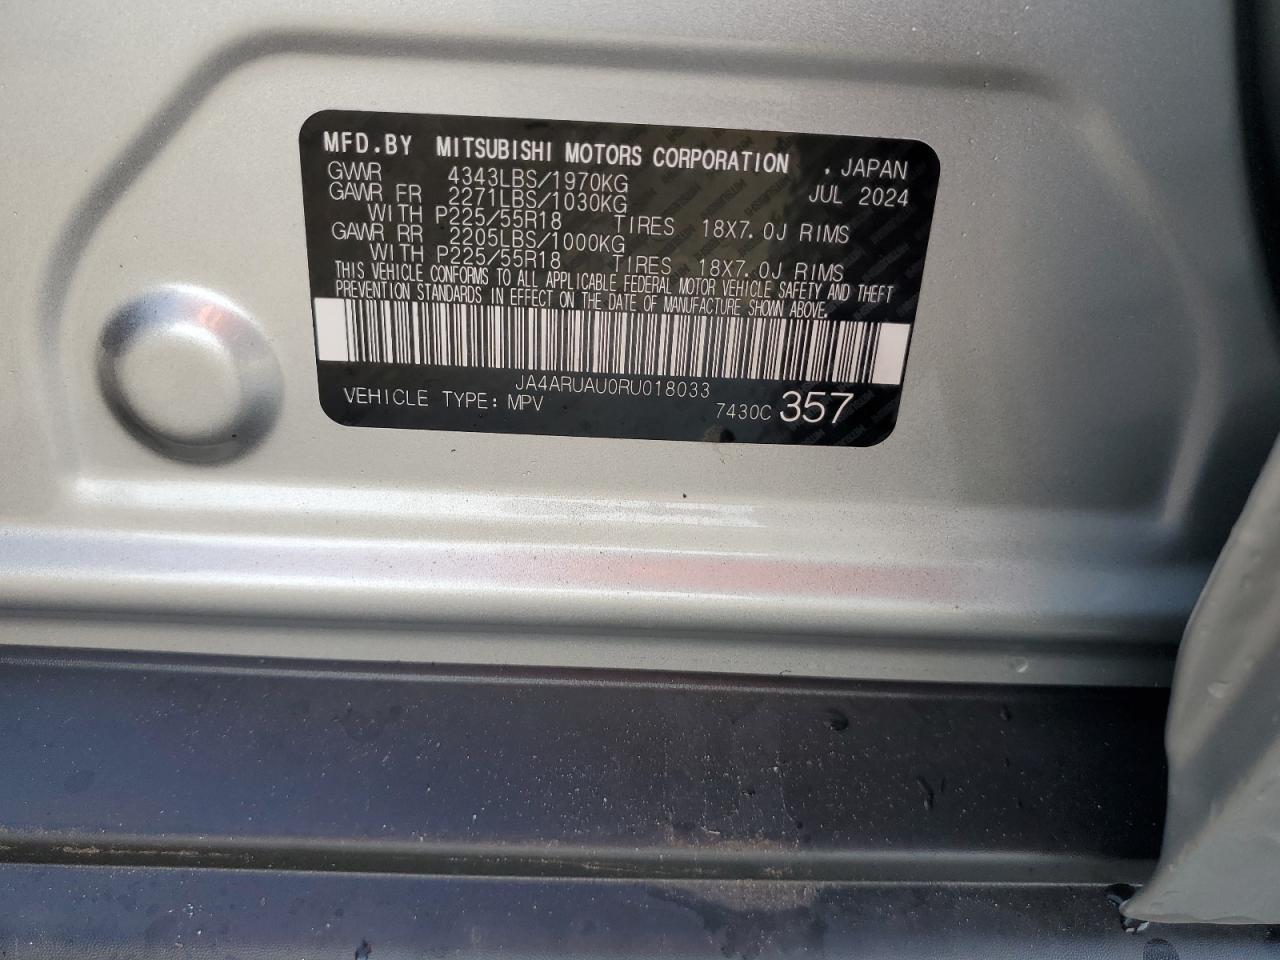 MFD.BY MITSUBISHI MOTORS CORPORATION , JAPAN
GVWR 4343LBS/1970KG JUL 2024
GAWR FR 2271LBS/1030KG
WITH P225/55R18 TIRES 18X7.0J RIMS
GAWR RR 2205LBS/1000KG
WITH P225/55R18 TIRES 18X7.0J RIMS
THIS VEHICLE CONFORMS TO ALL APPLICABLE FEDERAL MOTOR VEHICLE SAFETY AND THEFT
PREVENTION STANDARDS IN EFFECT ON THE DATE OF MANUFACTURE SHOWN ABOVE.
JA4ARUAU0RU018033
VEHICLE TYPE: MPV 7430C 357